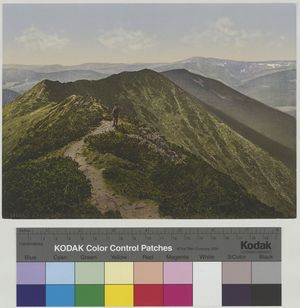 KODAK Color Control Patches
Kodak
Blue Cyan Green Yellow Red Magenta White 3/Color Black